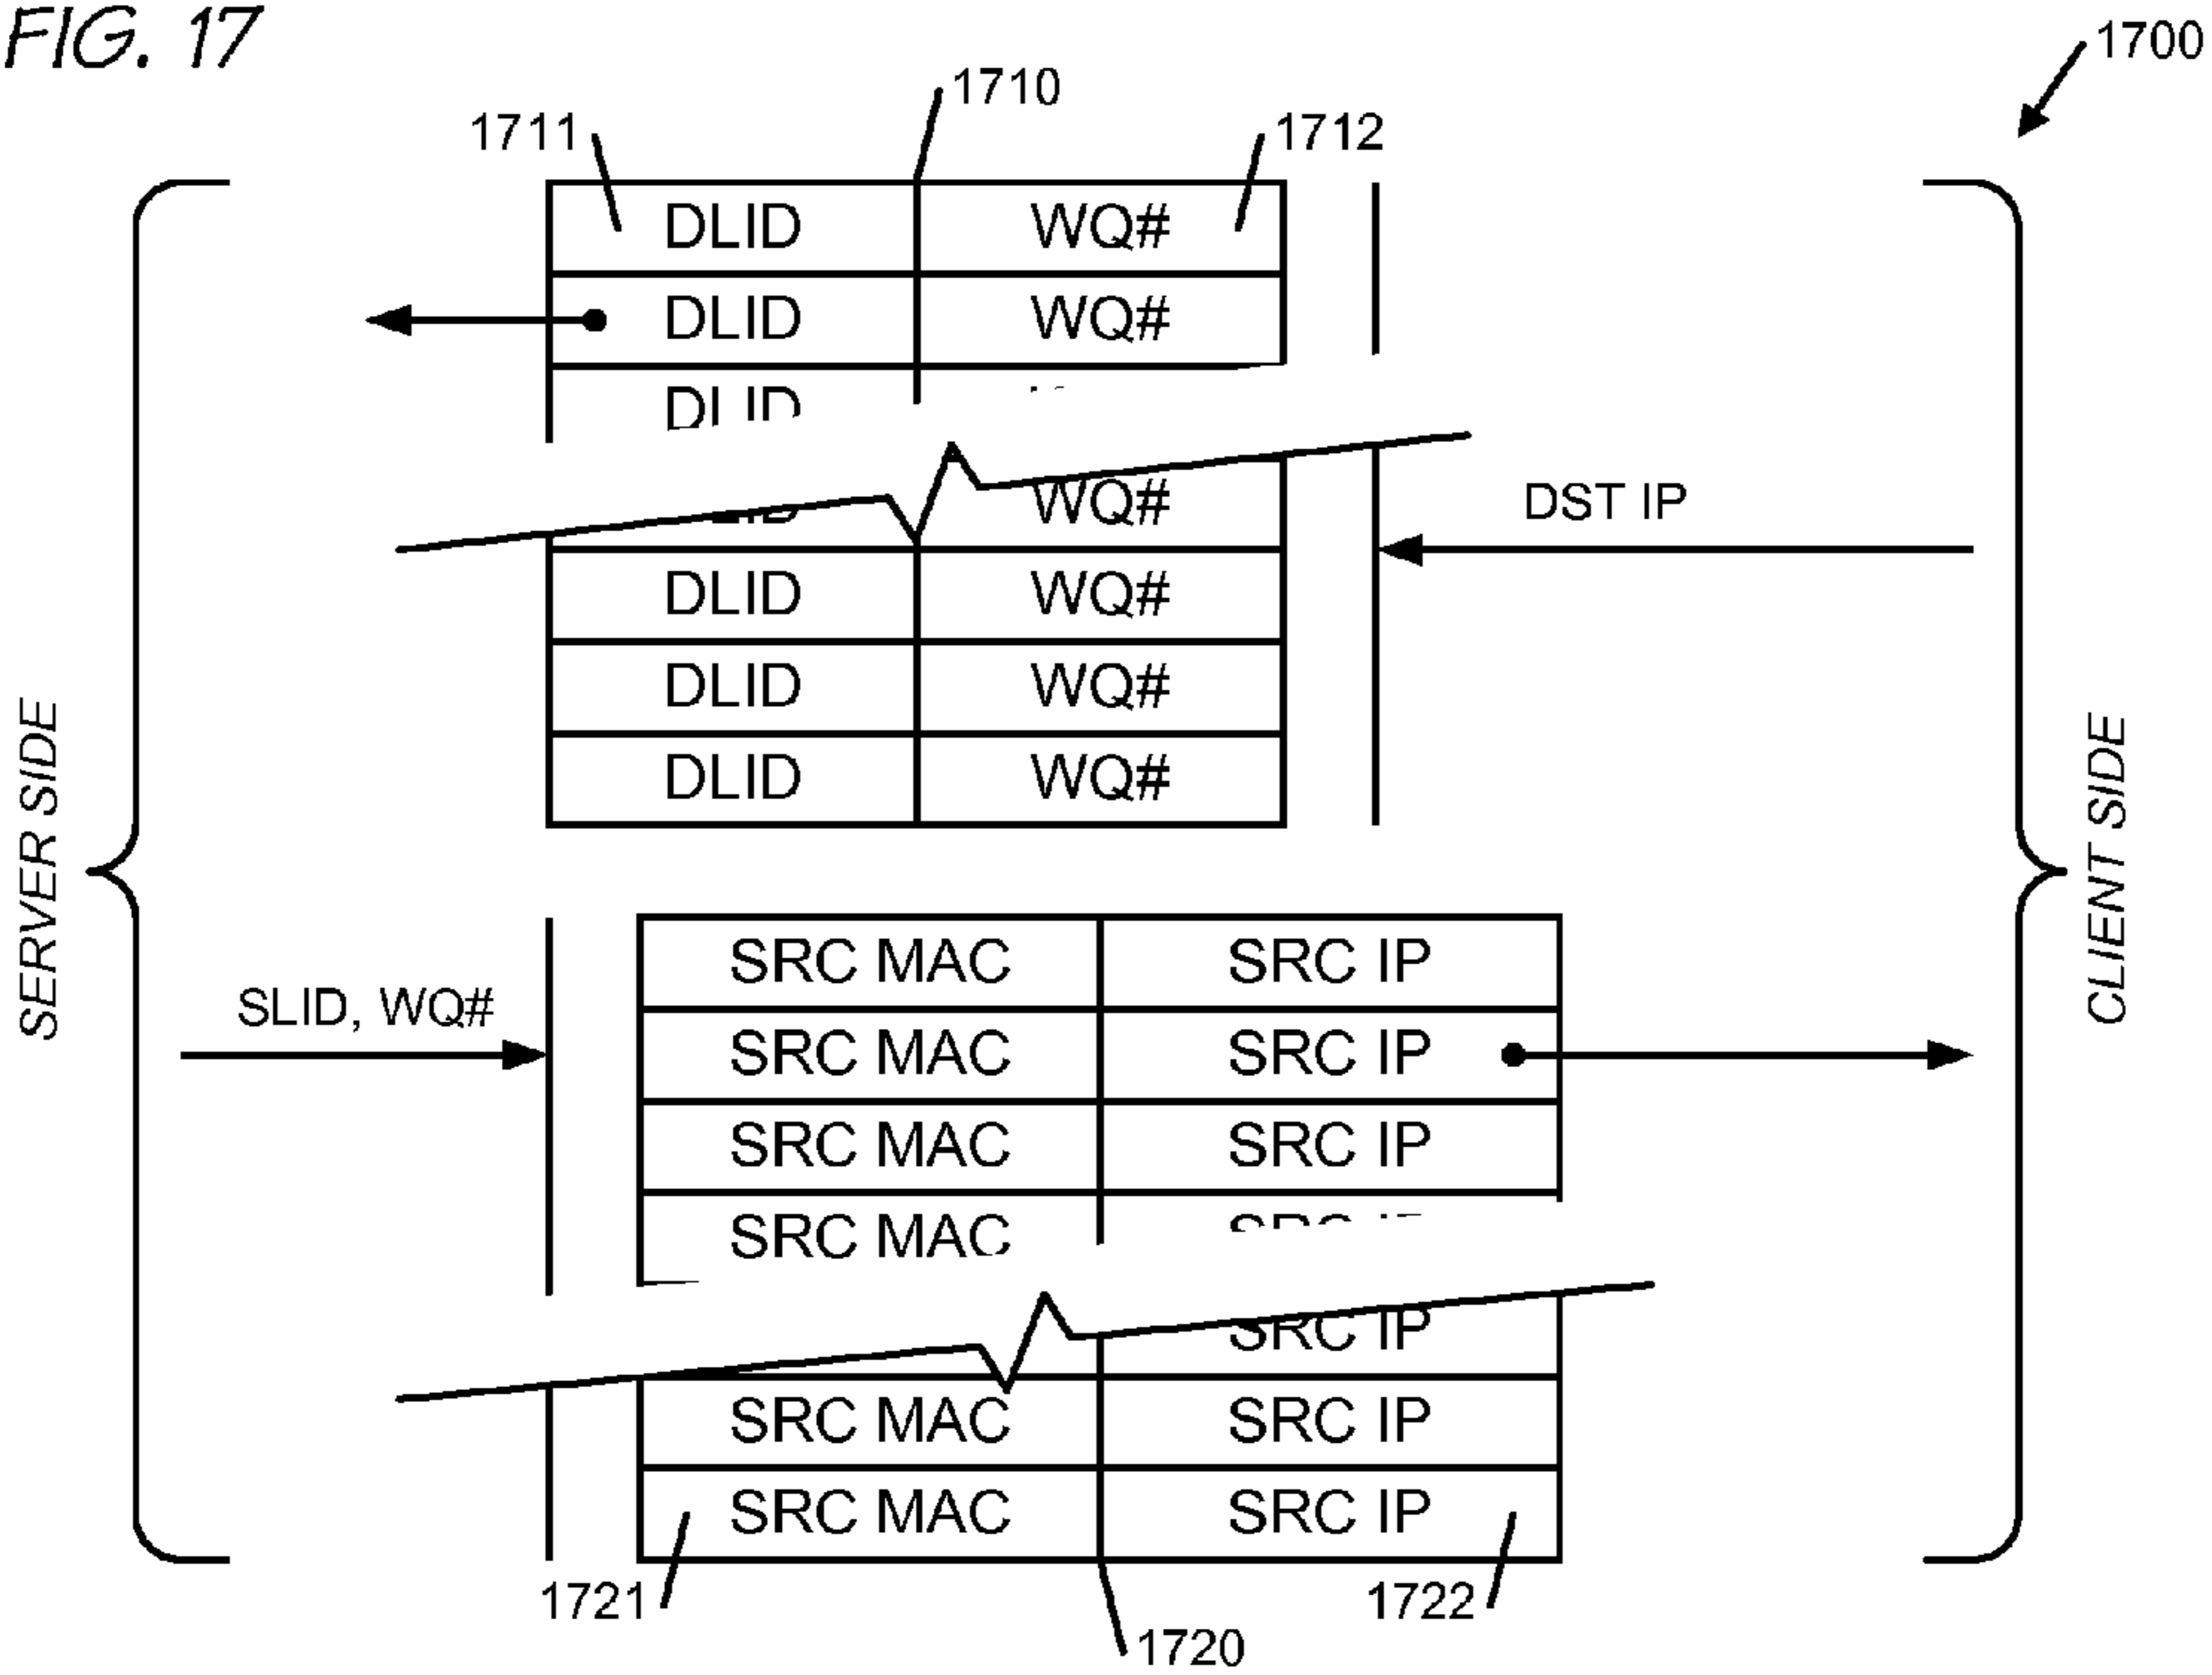 FIG. 17
1700
1710
1711
1712
DLID WQ#
DLID WQ#
DLID
WQ#
DST IP
DLID WQ#
DLID WQ#
DLID WQ#
SERVER SIDE
CLIENT SIDE
SRC MAC SRC IP
SLID, WQ#
SRC MAC SRC IP
SRC MAC SRC IP
SRC MAC
SRC IP
SRC MAC SRC IP
SRC MAC SRC IP
1721
1722
1720